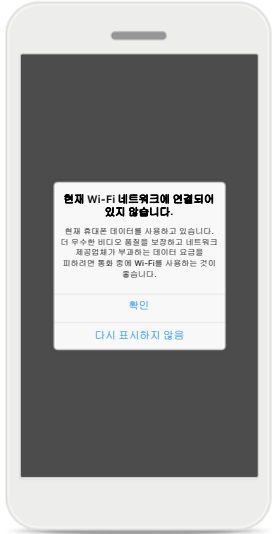 현재 Wi-Fi 네트워크에 연결되어
있지 않습니다.
현재 휴대폰 데이터를 사용하고 있습니다.
더 우수한 비디오 품질을 보장하고 네트워크
제공업체가 부과하는 데이터 요금을
피하려면 통화 중에 Wi-Fi를 사용하는 것이
좋습니다.
확인
다시 표시하지 않음